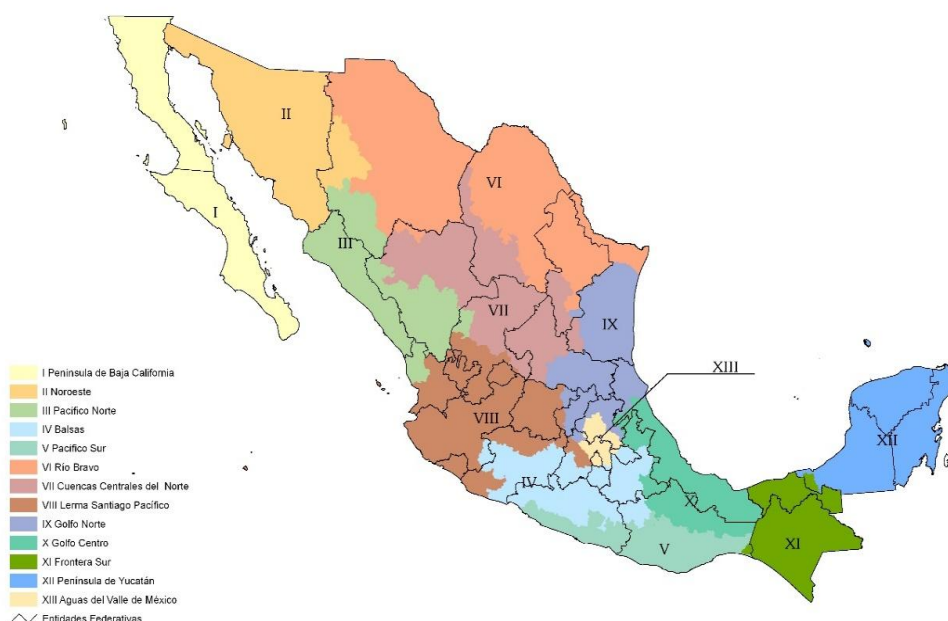 I
II
III
VI
VII
IX
XIII
VIII
IV
V
X
XI
XII
I Península de Baja California
II Noroeste
III Pacífico Norte
IV Balsas
V Pacífico Sur
VI Río Bravo
VII Cuencas Centrales del Norte
VIII Lerma Santiago Pacífico
IX Golfo Norte
X Golfo Centro
XI Frontera Sur
XII Península de Yucatán
XIII Aguas del Valle de México
Entidades Federativas